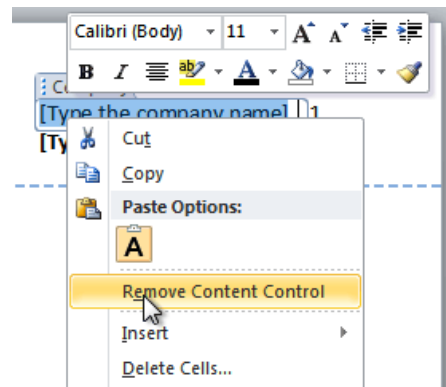 Calibri (Body) 11 A A
B I ab A
[Type the company name] 1
[Ty
Cut
Copy
Paste Options:
A
Remove Content Control
Insert
Delete Cells...